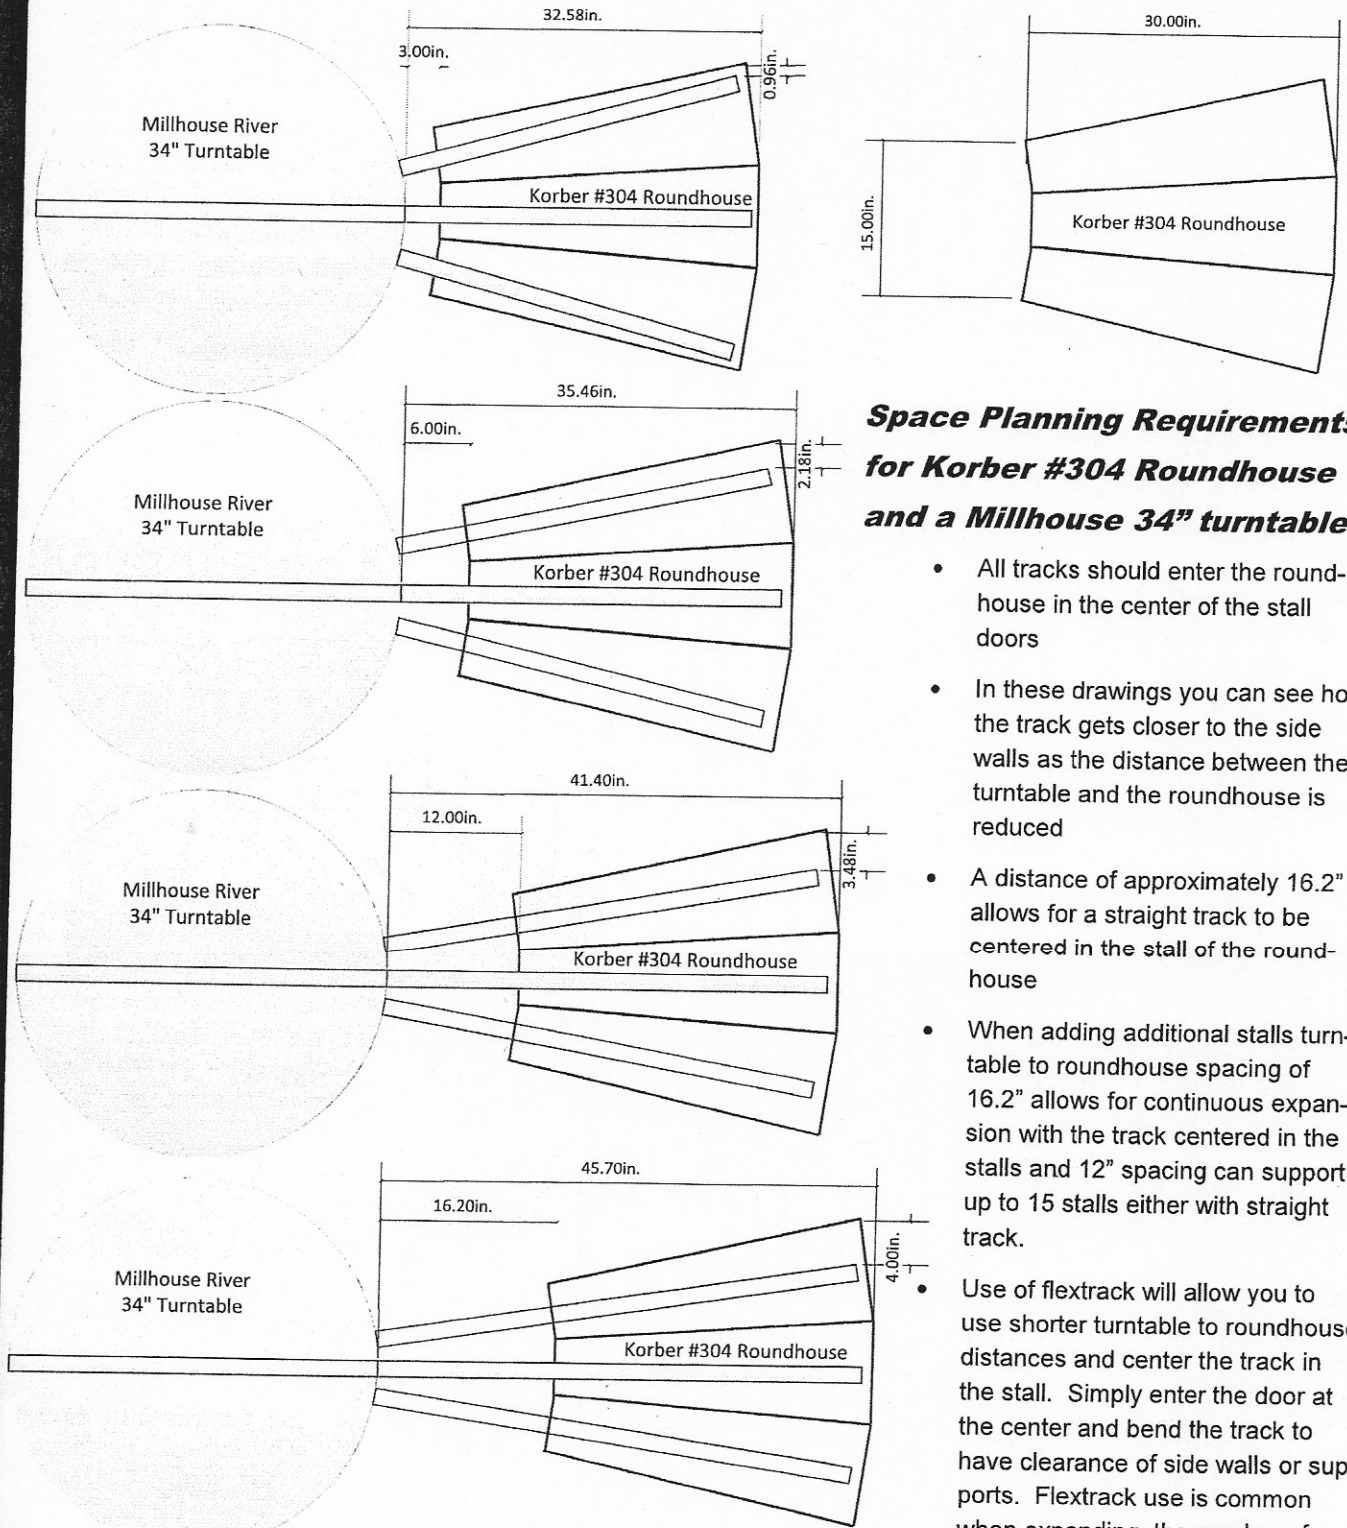 32.58in.
3.00in.
0.96in.
Millhouse River
34" Turntable
Korber #304 Roundhouse
30.00in.
15.00in.
Korber #304 Roundhouse
35.46in.
6.00in.
2.18in.
Millhouse River
34" Turntable
Korber #304 Roundhouse
41.40in.
12.00in.
3.48in.
Millhouse River
34" Turntable
Korber #304 Roundhouse
45.70in.
16.20in.
4.00in.
Millhouse River
34" Turntable
Korber #304 Roundhouse
Space Planning Requirements
for Korber #304 Roundhouse
and a Millhouse 34” turntable
• All tracks should enter the round-
house in the center of the stall
doors
• In these drawings you can see ho
the track gets closer to the side
walls as the distance between the
turntable and the roundhouse is
reduced
• A distance of approximately 16.2”
allows for a straight track to be
centered in the stall of the round-
house
• When adding additional stalls turn-
table to roundhouse spacing of
16.2” allows for continuous expan-
sion with the track centered in the
stalls and 12” spacing can support
up to 15 stalls either with straight
track.
• Use of flextrack will allow you to
use shorter turntable to roundhouse
distances and center the track in
the stall. Simply enter the door at
the center and bend the track to
have clearance of side walls or sup
ports. Flextrack use is common
when expanding the number of